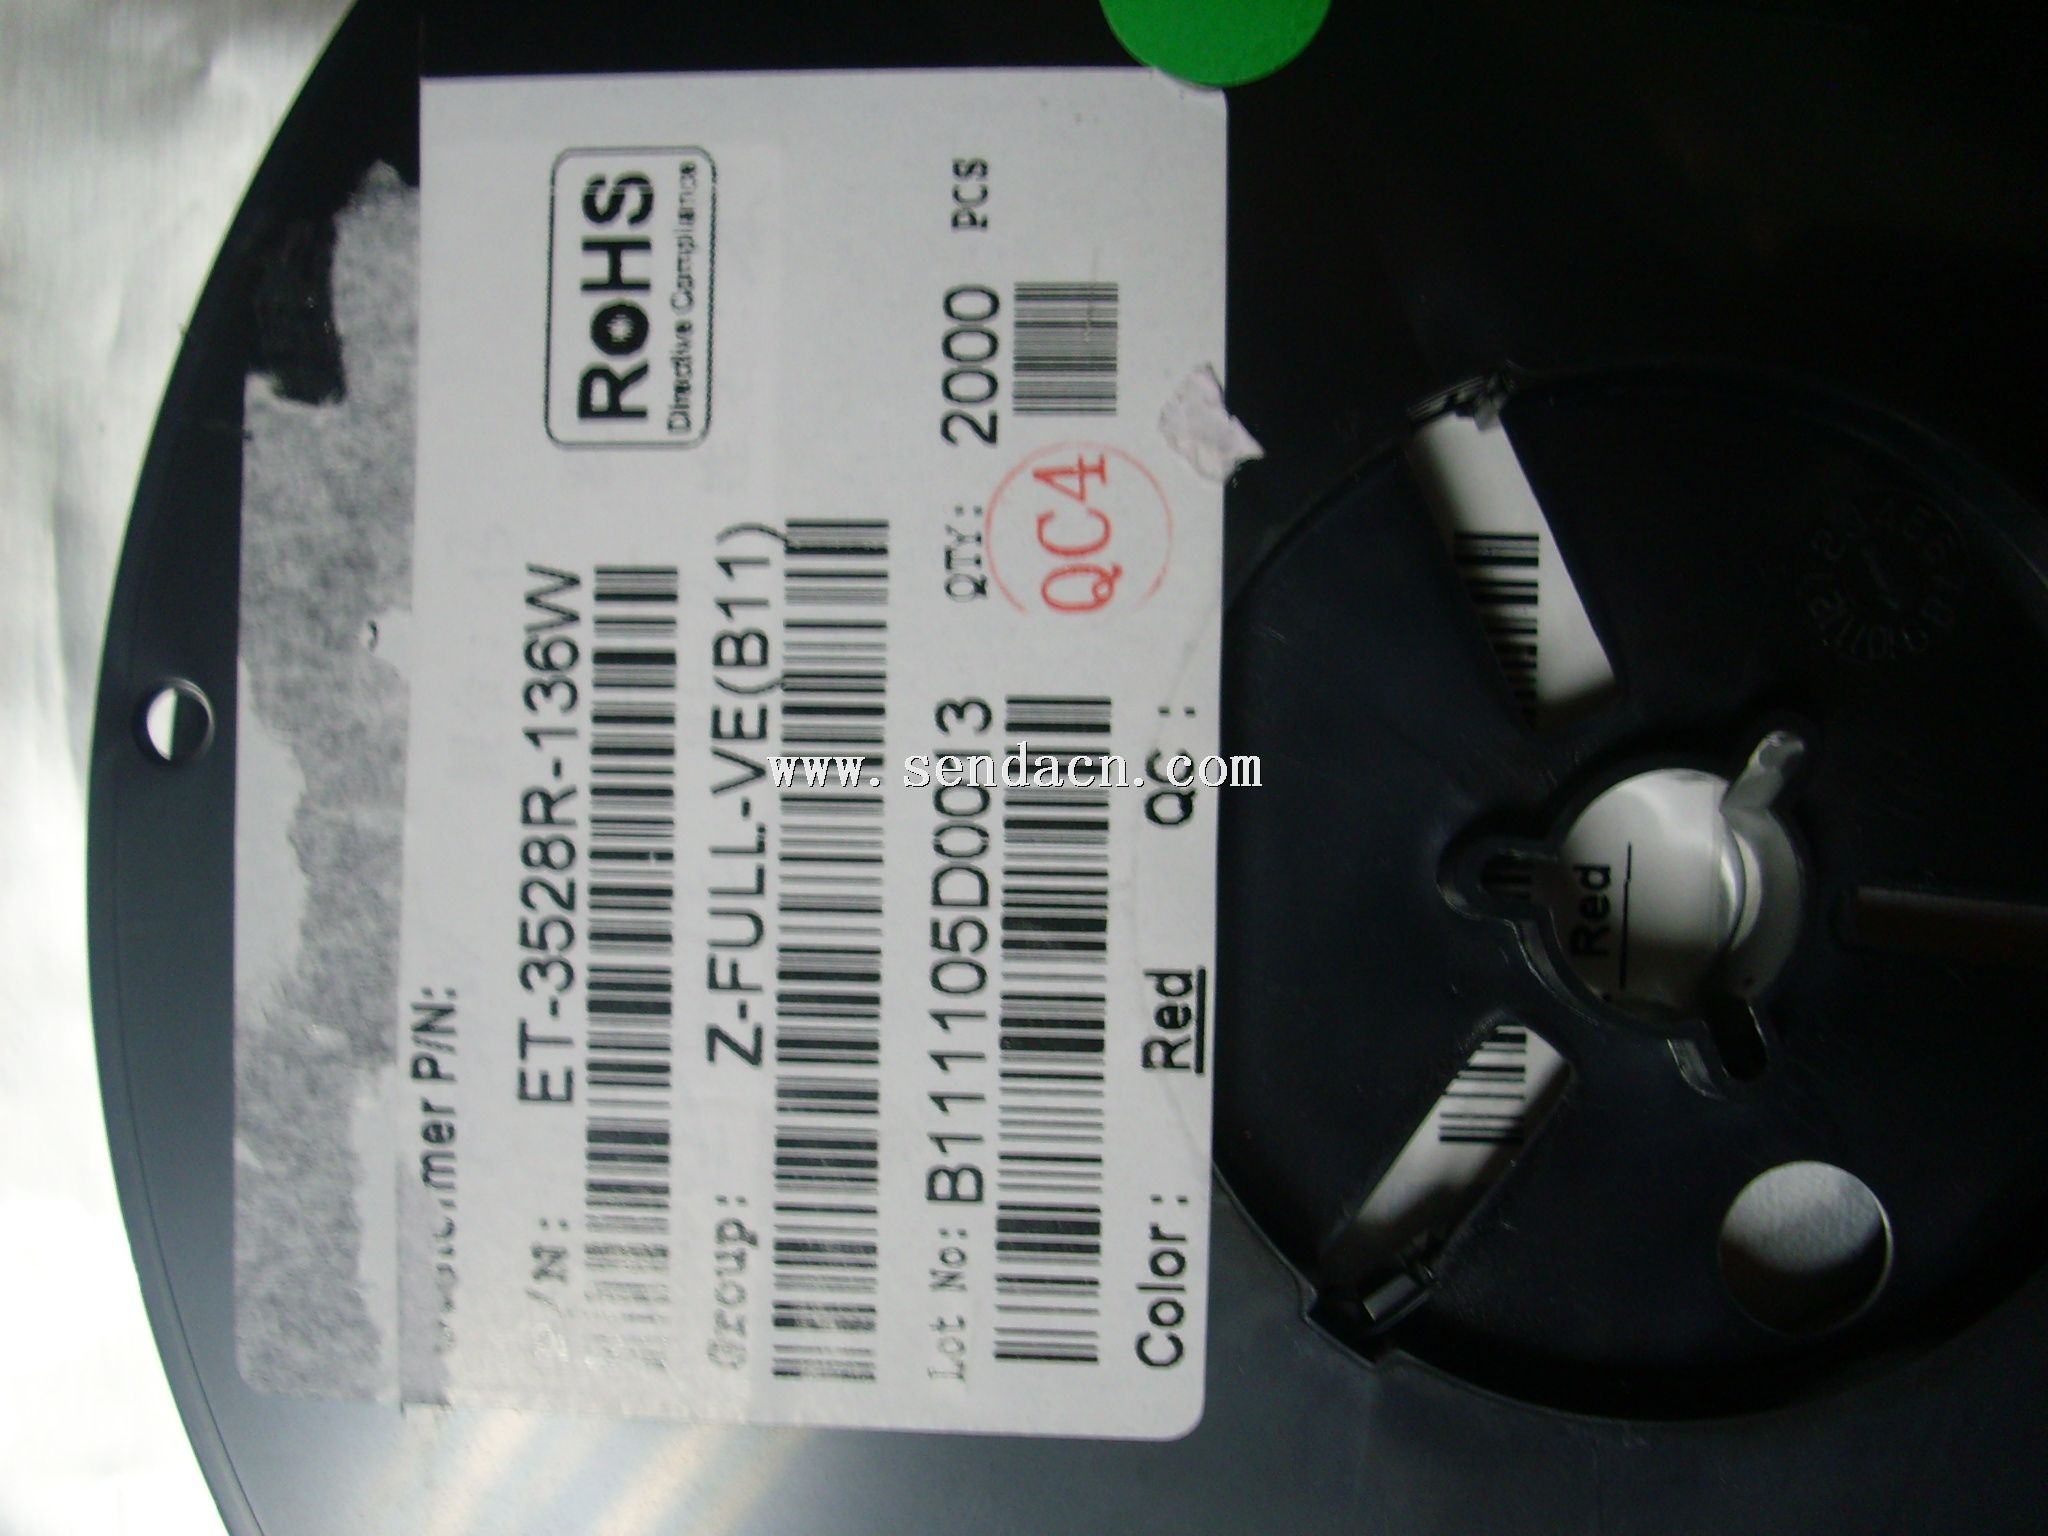 RoHS
Directive Compliance
mer P/N:
/N: ET-3528R-136W
Group: Z-FULL-VE(B11)
Lot No: B111105D0013 QTY: 2000 PCS
QC4
Color: Red QC:
www.sendacn.com
Red